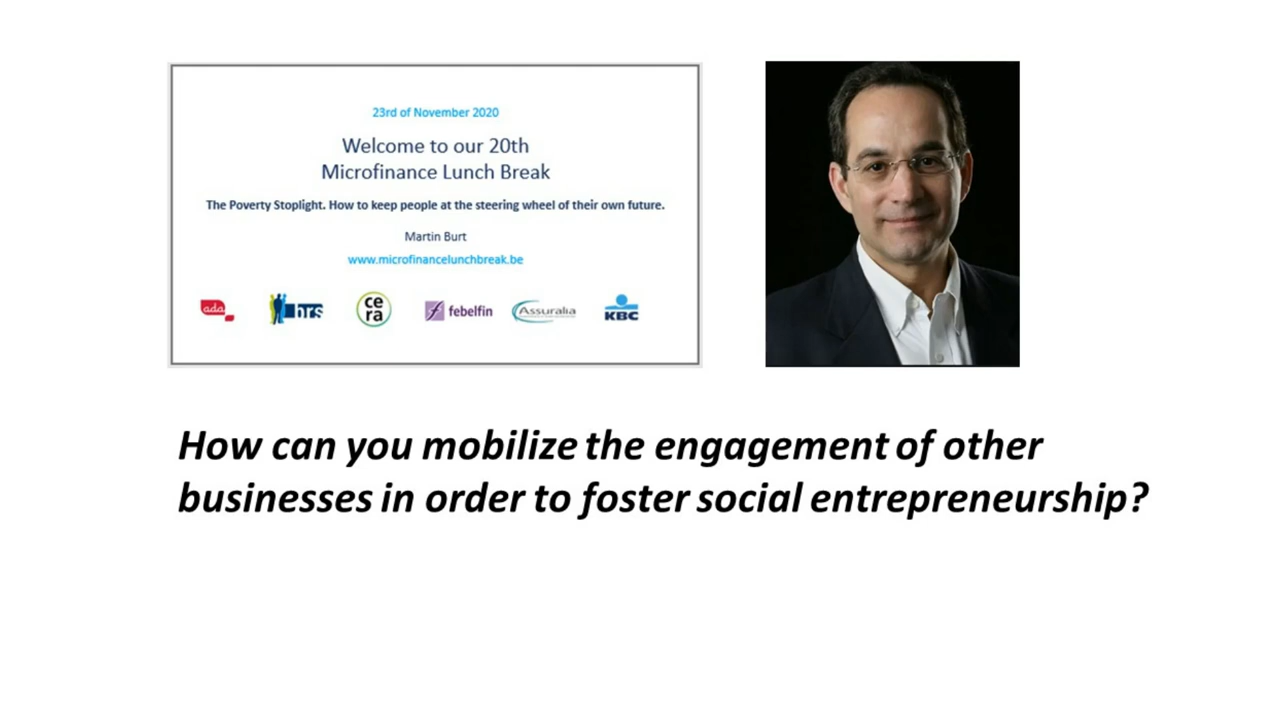 23rd of November 2020
Welcome to our 20th
Microfinance Lunch Break
The Poverty Stoplight. How to keep people at the steering wheel of their own future.
Martin Burt
www.microfinancelunchbreak.be
ada brs cera febelfin Assuralia KBC
How can you mobilize the engagement of other
businesses in order to foster social entrepreneurship?